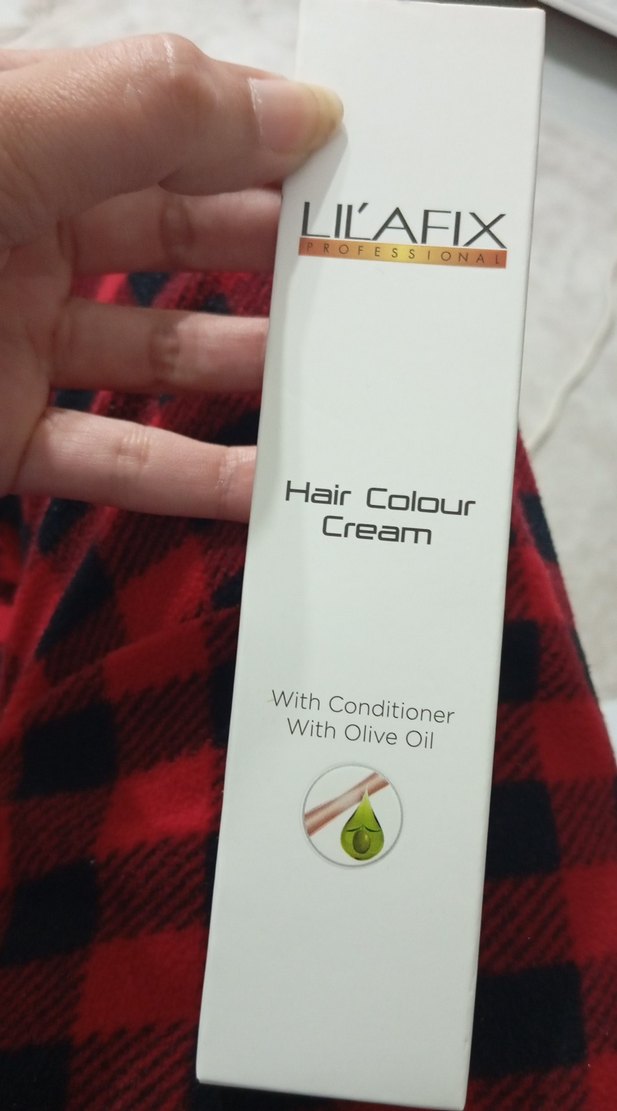 LIL'AFIX
PROFESSIONAL
Hair Colour
Cream
With Conditioner
With Olive Oil